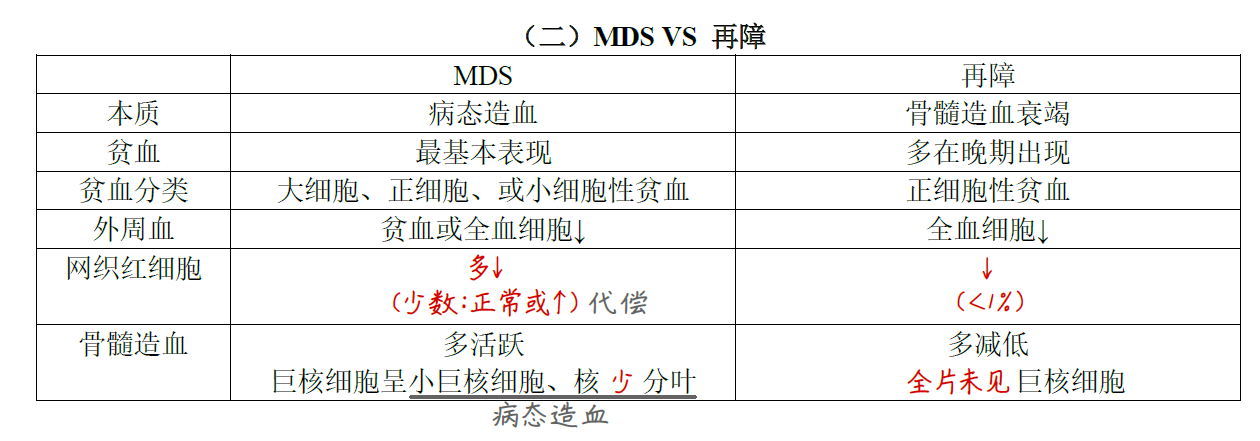 （二）MDS VS 再障
MDS 再障
本质 病态造血 骨髓造血衰竭
贫血 最基本表现 多在晚期出现
贫血分类 大细胞、正细胞、或小细胞性贫血 正细胞性贫血
外周血 贫血或全血细胞↓ 全血细胞↓
网织红细胞 多↓ ↓
(少数:正常或↑) 代偿 (<1%)
骨髓造血 多活跃 多减低
巨核细胞呈小巨核细胞、核 少 分叶 全片未见 巨核细胞
病态造血